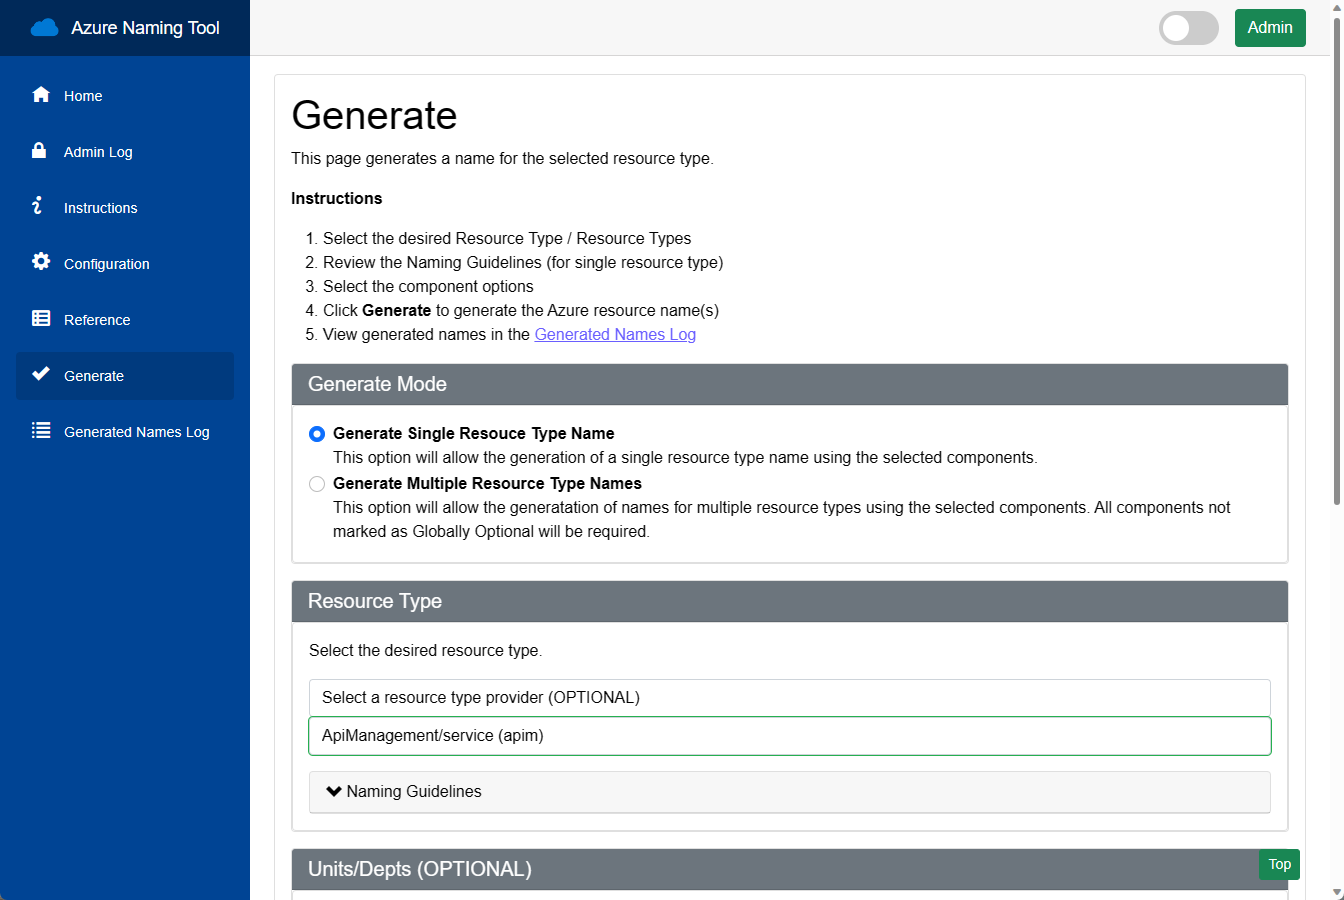 Azure Naming Tool
Admin
Home
Admin Log
Instructions
Configuration
Reference
Generate
Generated Names Log
Generate
This page generates a name for the selected resource type.
Instructions
1. Select the desired Resource Type / Resource Types
2. Review the Naming Guidelines (for single resource type)
3. Select the component options
4. Click Generate to generate the Azure resource name(s)
5. View generated names in the Generated Names Log
Generate Mode
Generate Single Resouce Type Name
This option will allow the generation of a single resource type name using the selected components.
Generate Multiple Resource Type Names
This option will allow the generatation of names for multiple resource types using the selected components. All components not
marked as Globally Optional will be required.
Resource Type
Select the desired resource type.
Select a resource type provider (OPTIONAL)
ApiManagement/service (apim)
Naming Guidelines
Units/Depts (OPTIONAL)
Top